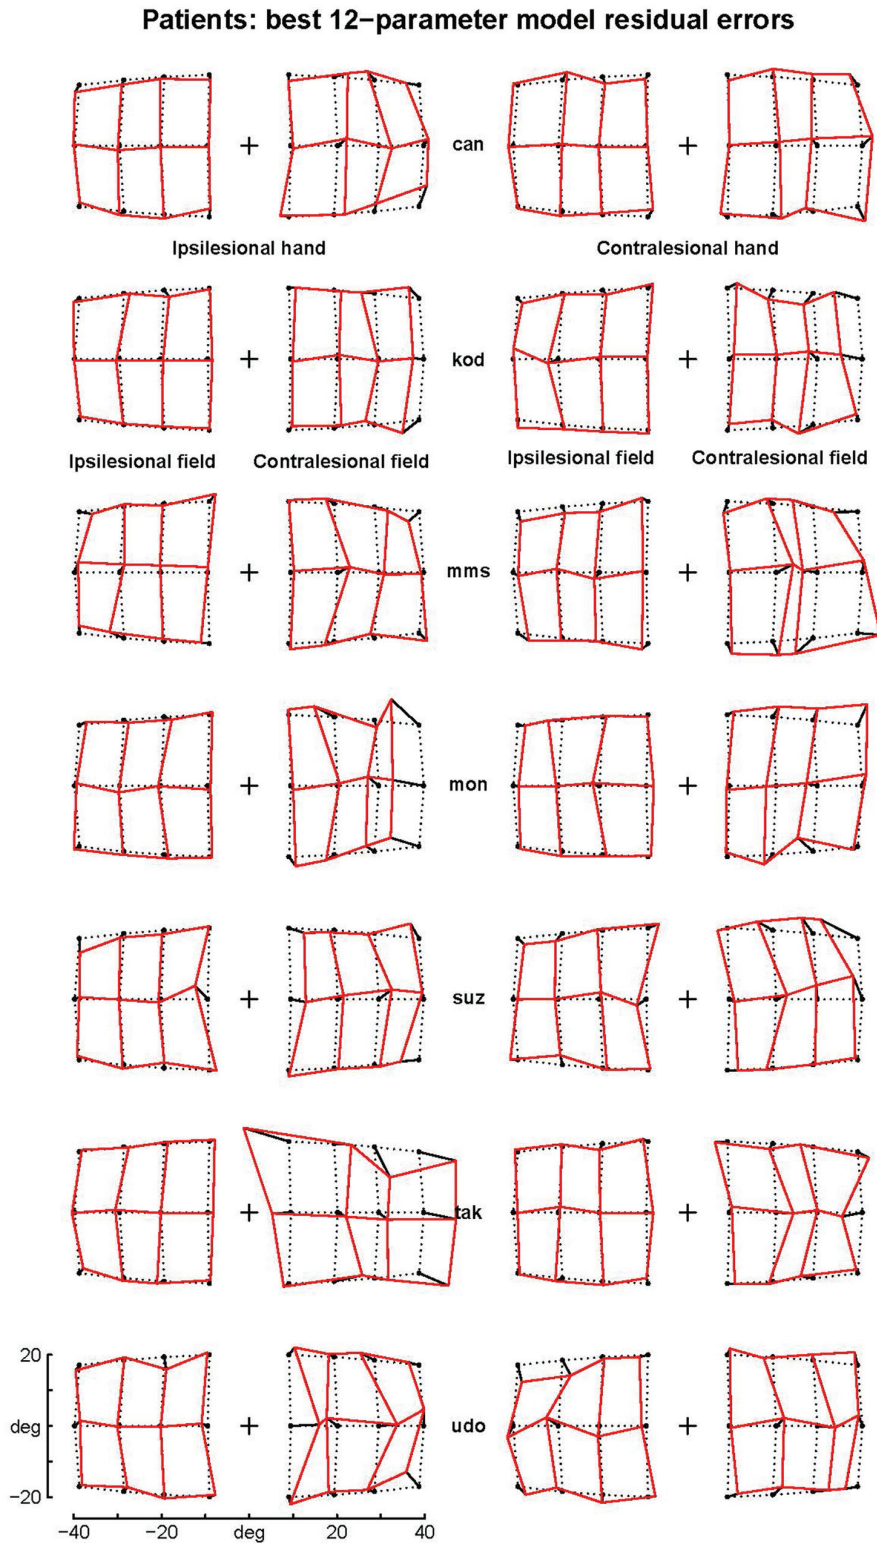 Patients: best 12−parameter model residual errors
can
Ipsilesional hand
Contralesional hand
kod
Ipsilesional field
Contralesional field
Ipsilesional field
Contralesional field
mms
mon
suz
tak
20
deg
−20
udo
−40
−20
deg
20
40